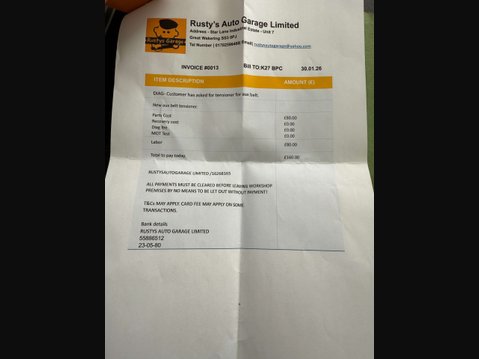 Rusty's Auto Garage Limited
Address - Star Lane Industrial Estate - Unit 7
Great Wakering SS3 0PJ
Tel Number | 01702566488 Email: rustysautogarage@yahoo.com
Rustys Garage
INVOICE #0013 Bill TO: K27 BPC 30.01.26
ITEM DESCRIPTION AMOUNT (£)
DIAG- Customer has asked for tensioner for aux belt.
New aux belt tensioner
Parts Cost £80.00
Recovery cost £0.00
Diag fee £0.00
MOT Test £0.00
Labor £80.00
Total to pay today. £160.00
RUSTYSAUTOGARAGE LIMITED /16268595
ALL PAYMENTS MUST BE CLEARED BEFORE LEAVING WORKSHOP
PREMISES BY NO MEANS TO BE LET OUT WITHOUT PAYMENT!
T&Cs MAY APPLY. CARD FEE MAY APPLY ON SOME
TRANSACTIONS.
Bank details
RUSTYS AUTO GARAGE LIMITED
55886512
23-05-80